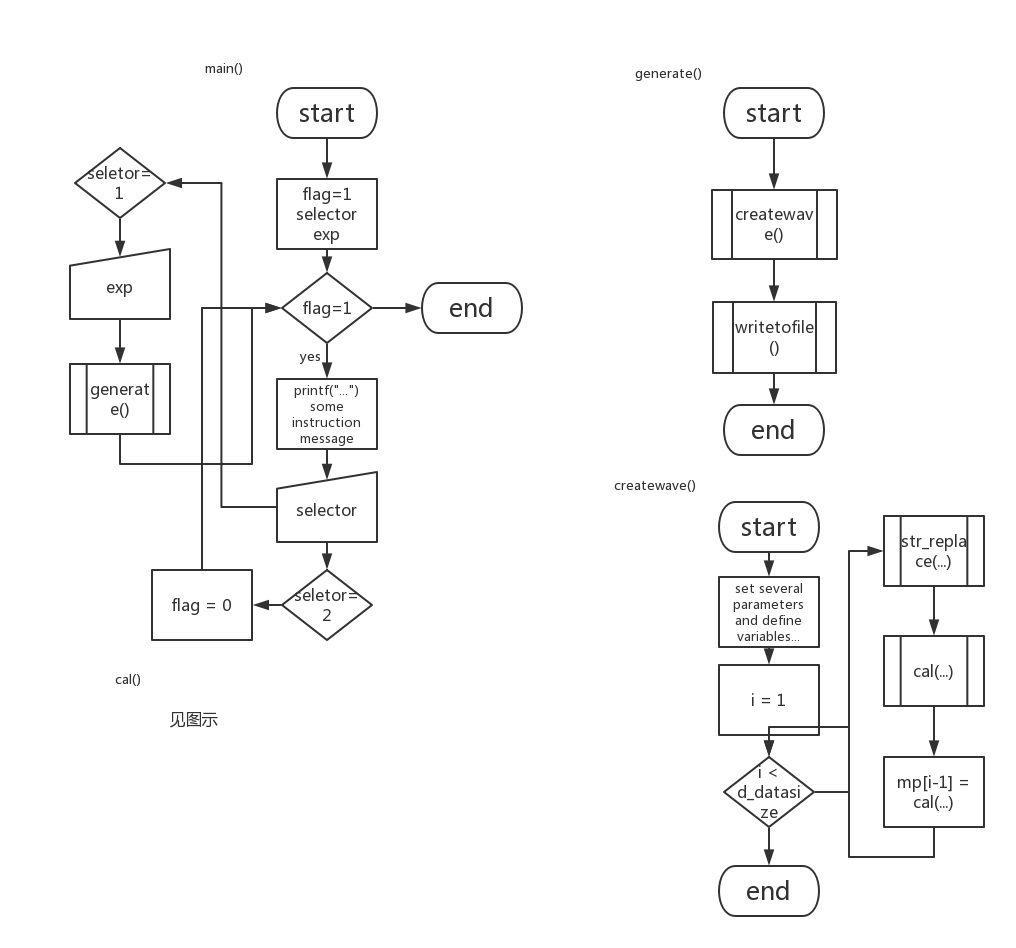 main()
start
flag=1
selector
exp
flag=1
end
yes
printf("...")
some
instruction
message
selector
seletor=
2
flag = 0
seletor=
1
exp
generat
e()
cal()
见图示
generate()
start
createwav
e()
writetofile
()
end
createwave()
start
set several
parameters
and define
variables...
i = 1
i <
d_datasi
ze
end
str_repla
ce(...)
cal(...)
mp[i-1] =
cal(...)